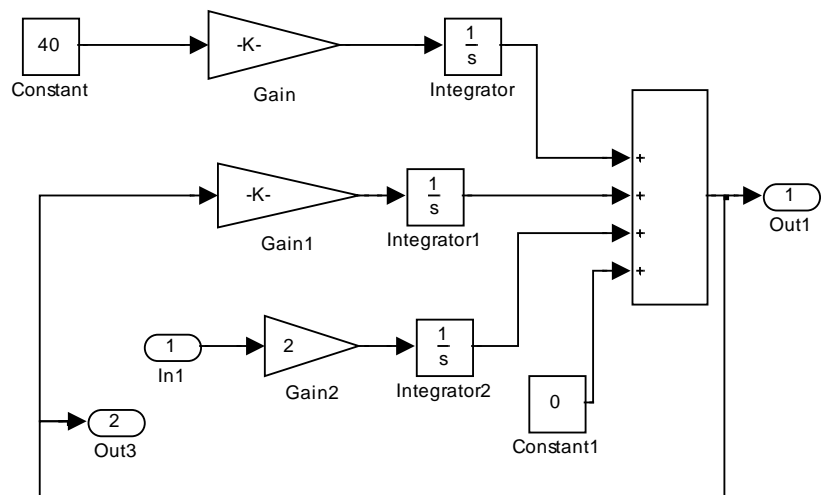 40
Constant
-K-
Gain
1
s
Integrator
-K-
Gain1
1
s
Integrator1
1
In1
2
Gain2
1
s
Integrator2
0
Constant1
+
+
+
+
1
Out1
2
Out3